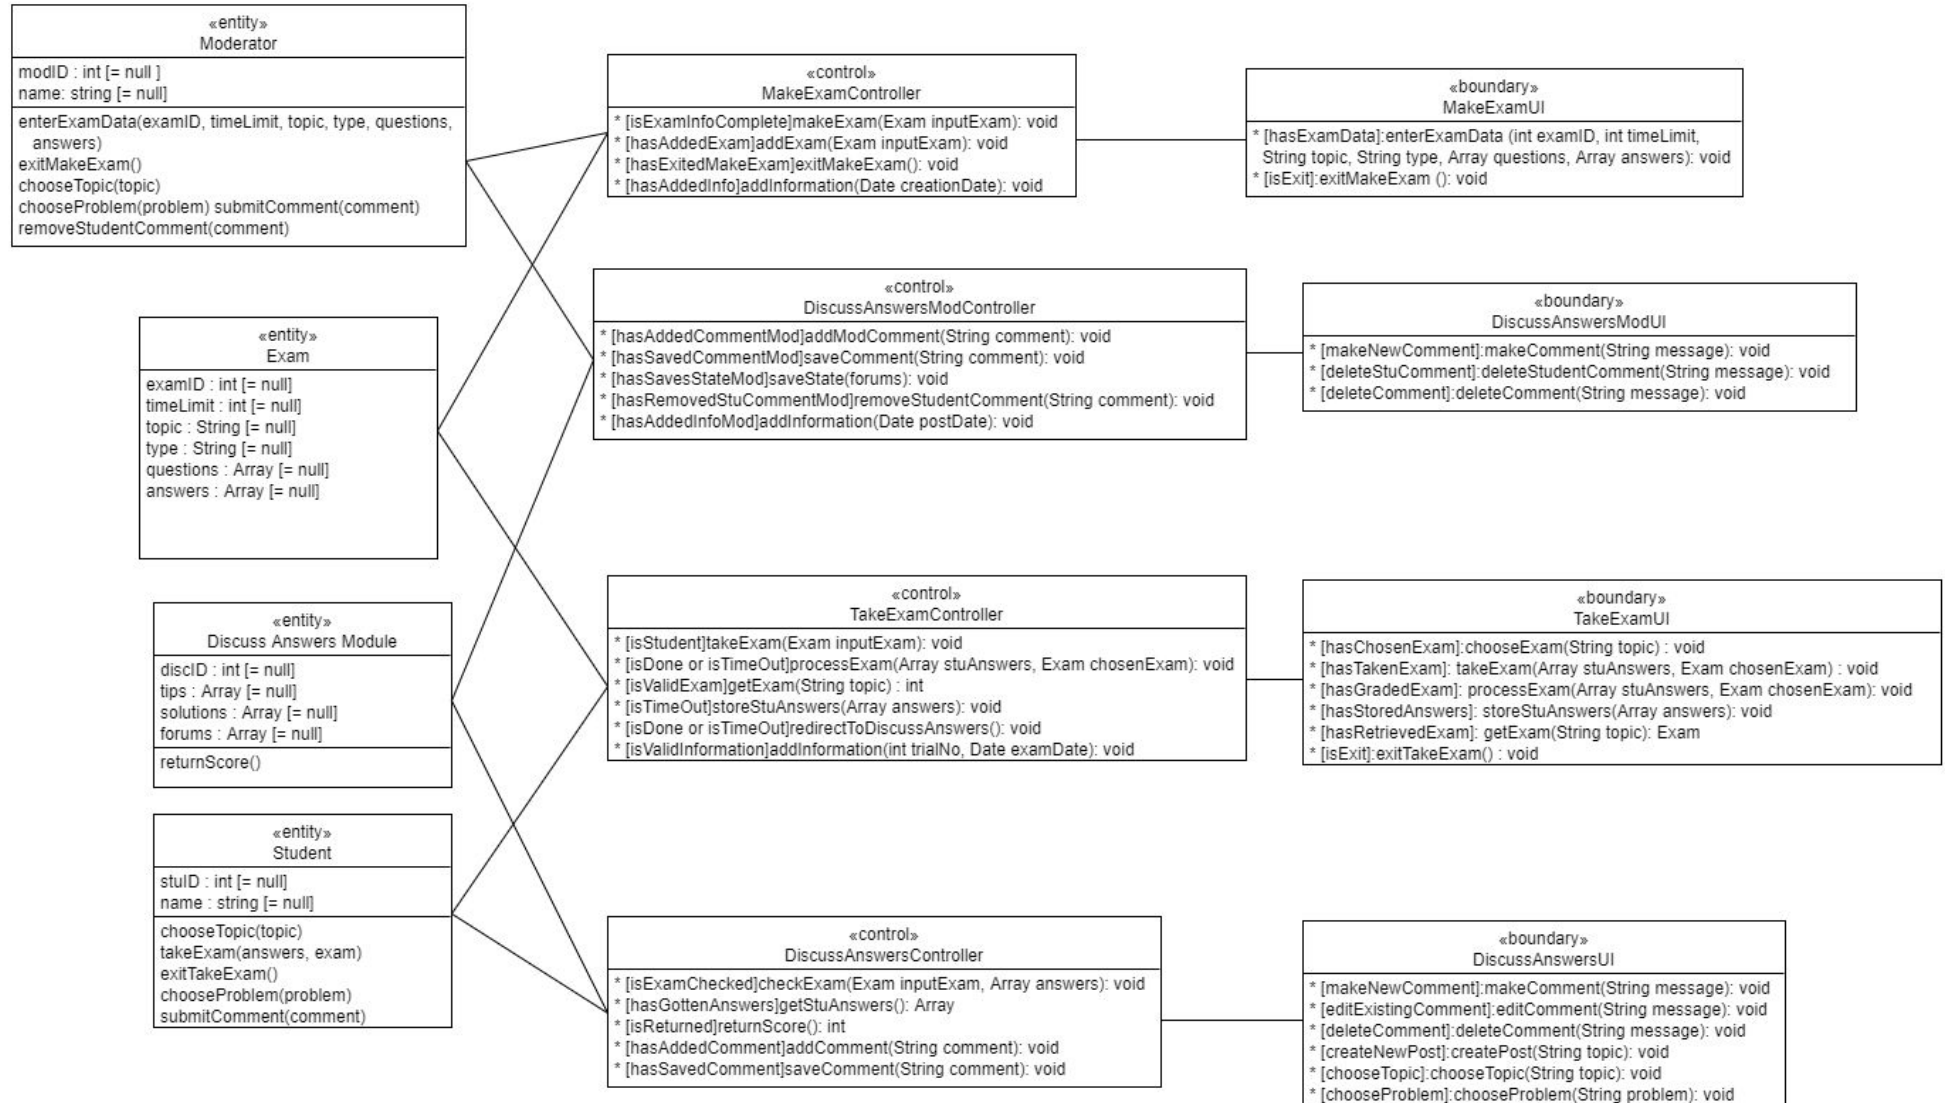 «entity»
Moderator
modID : int [= null ]
name: string [= null]
enterExamData(examID, timeLimit, topic, type, questions,
answers)
exitMakeExam()
chooseTopic(topic)
chooseProblem(problem) submitComment(comment)
removeStudentComment(comment)
«control»
MakeExamController
* [isExamInfoComplete]makeExam(Exam inputExam): void
* [hasAddedExam]addExam(Exam inputExam): void
* [hasExitedMakeExam]exitMakeExam(): void
* [hasAddedInfo]addInformation(Date creationDate): void
«boundary»
MakeExamUI
* [hasExamData]:enterExamData (int examID, int timeLimit,
String topic, String type, Array questions, Array answers): void
* [isExit]:exitMakeExam (): void
«entity»
Exam
examID : int [= null]
timeLimit : int [= null]
topic : String [= null]
type : String [= null]
questions : Array [= null]
answers : Array [= null]
«control»
DiscussAnswersModController
* [hasAddedCommentMod]addModComment(String comment): void
* [hasSavedCommentMod]saveComment(String comment): void
* [hasSavesStateMod]saveState(forums): void
* [hasRemovedStuCommentMod]removeStudentComment(String comment): void
* [hasAddedInfoMod]addInformation(Date postDate): void
«boundary»
DiscussAnswersModUI
* [makeNewComment]:makeComment(String message): void
* [deleteStuComment]:deleteStudentComment(String message): void
* [deleteComment]:deleteComment(String message): void
«entity»
Discuss Answers Module
discID : int [= null]
tips : Array [= null]
solutions : Array [= null]
forums : Array [= null]
returnScore()
«control»
TakeExamController
* [isStudent]takeExam(Exam inputExam): void
* [isDone or isTimeOut]processExam(Array stuAnswers, Exam chosenExam): void
* [isValidExam]getExam(String topic) : int
* [isTimeOut]storeStuAnswers(Array answers): void
* [isDone or isTimeOut]redirectToDiscussAnswers(): void
* [isValidInformation]addInformation(int trialNo, Date examDate): void
«boundary»
TakeExamUI
* [hasChosenExam]:chooseExam(String topic) : void
* [hasTakenExam]: takeExam(Array stuAnswers, Exam chosenExam) : void
* [hasGradedExam]: processExam(Array stuAnswers, Exam chosenExam): void
* [hasStoredAnswers]: storeStuAnswers(Array answers): void
* [hasRetrievedExam]: getExam(String topic): Exam
* [isExit]:exitTakeExam() : void
«entity»
Student
stuID : int [= null]
name : string [= null]
chooseTopic(topic)
takeExam(answers, exam)
exitTakeExam()
chooseProblem(problem)
submitComment(comment)
«control»
DiscussAnswersController
* [isExamChecked]checkExam(Exam inputExam, Array answers): void
* [hasGottenAnswers]getStuAnswers(): Array
* [isReturned]returnScore(): int
* [hasAddedComment]addComment(String comment): void
* [hasSavedComment]saveComment(String comment): void
«boundary»
DiscussAnswersUI
* [makeNewComment]:makeComment(String message): void
* [editExistingComment]:editComment(String message): void
* [deleteComment]:deleteComment(String message): void
* [createNewPost]:createPost(String topic): void
* [chooseTopic]:chooseTopic(String topic): void
* [chooseProblem]:chooseProblem(String problem): void